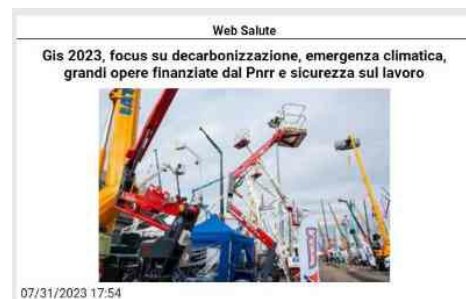 Web Salute
Gis 2023, focus su decarbonizzazione, emergenza climatica,
grandi opere finanziate dal Pnrr e sicurezza sul lavoro
07/31/2023 17:54